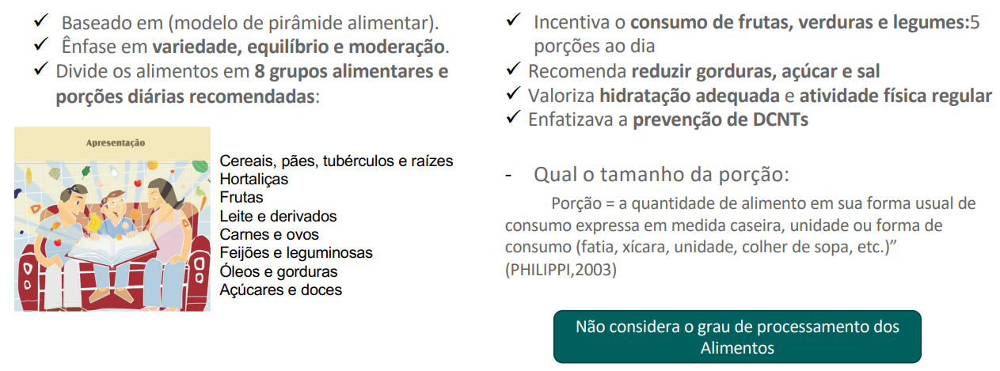 ✓ Baseado em (modelo de pirâmide alimentar).
✓ Ênfase em variedade, equilíbrio e moderação.
✓ Divide os alimentos em 8 grupos alimentares e
porções diárias recomendadas:
Apresentação
Cereais, pães, tubérculos e raízes
Hortaliças
Frutas
Leite e derivados
Carnes e ovos
Feijões e leguminosas
Óleos e gorduras
Açúcares e doces
✓ Incentiva o consumo de frutas, verduras e legumes:5
porções ao dia
✓ Recomenda reduzir gorduras, açúcar e sal
✓ Valoriza hidratação adequada e atividade física regular
✓ Enfatizava a prevenção de DCNTs
- Qual o tamanho da porção:
Porção = a quantidade de alimento em sua forma usual de
consumo expressa em medida caseira, unidade ou forma de
consumo (fatia, xícara, unidade, colher de sopa, etc.)”
(PHILIPPI,2003)
Não considera o grau de processamento dos
Alimentos